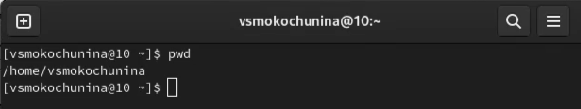 vsmokochunina@10:~
[vsmokochunina@10 ~]$ pwd
/home/vsmokochunina
[vsmokochunina@10 ~]$